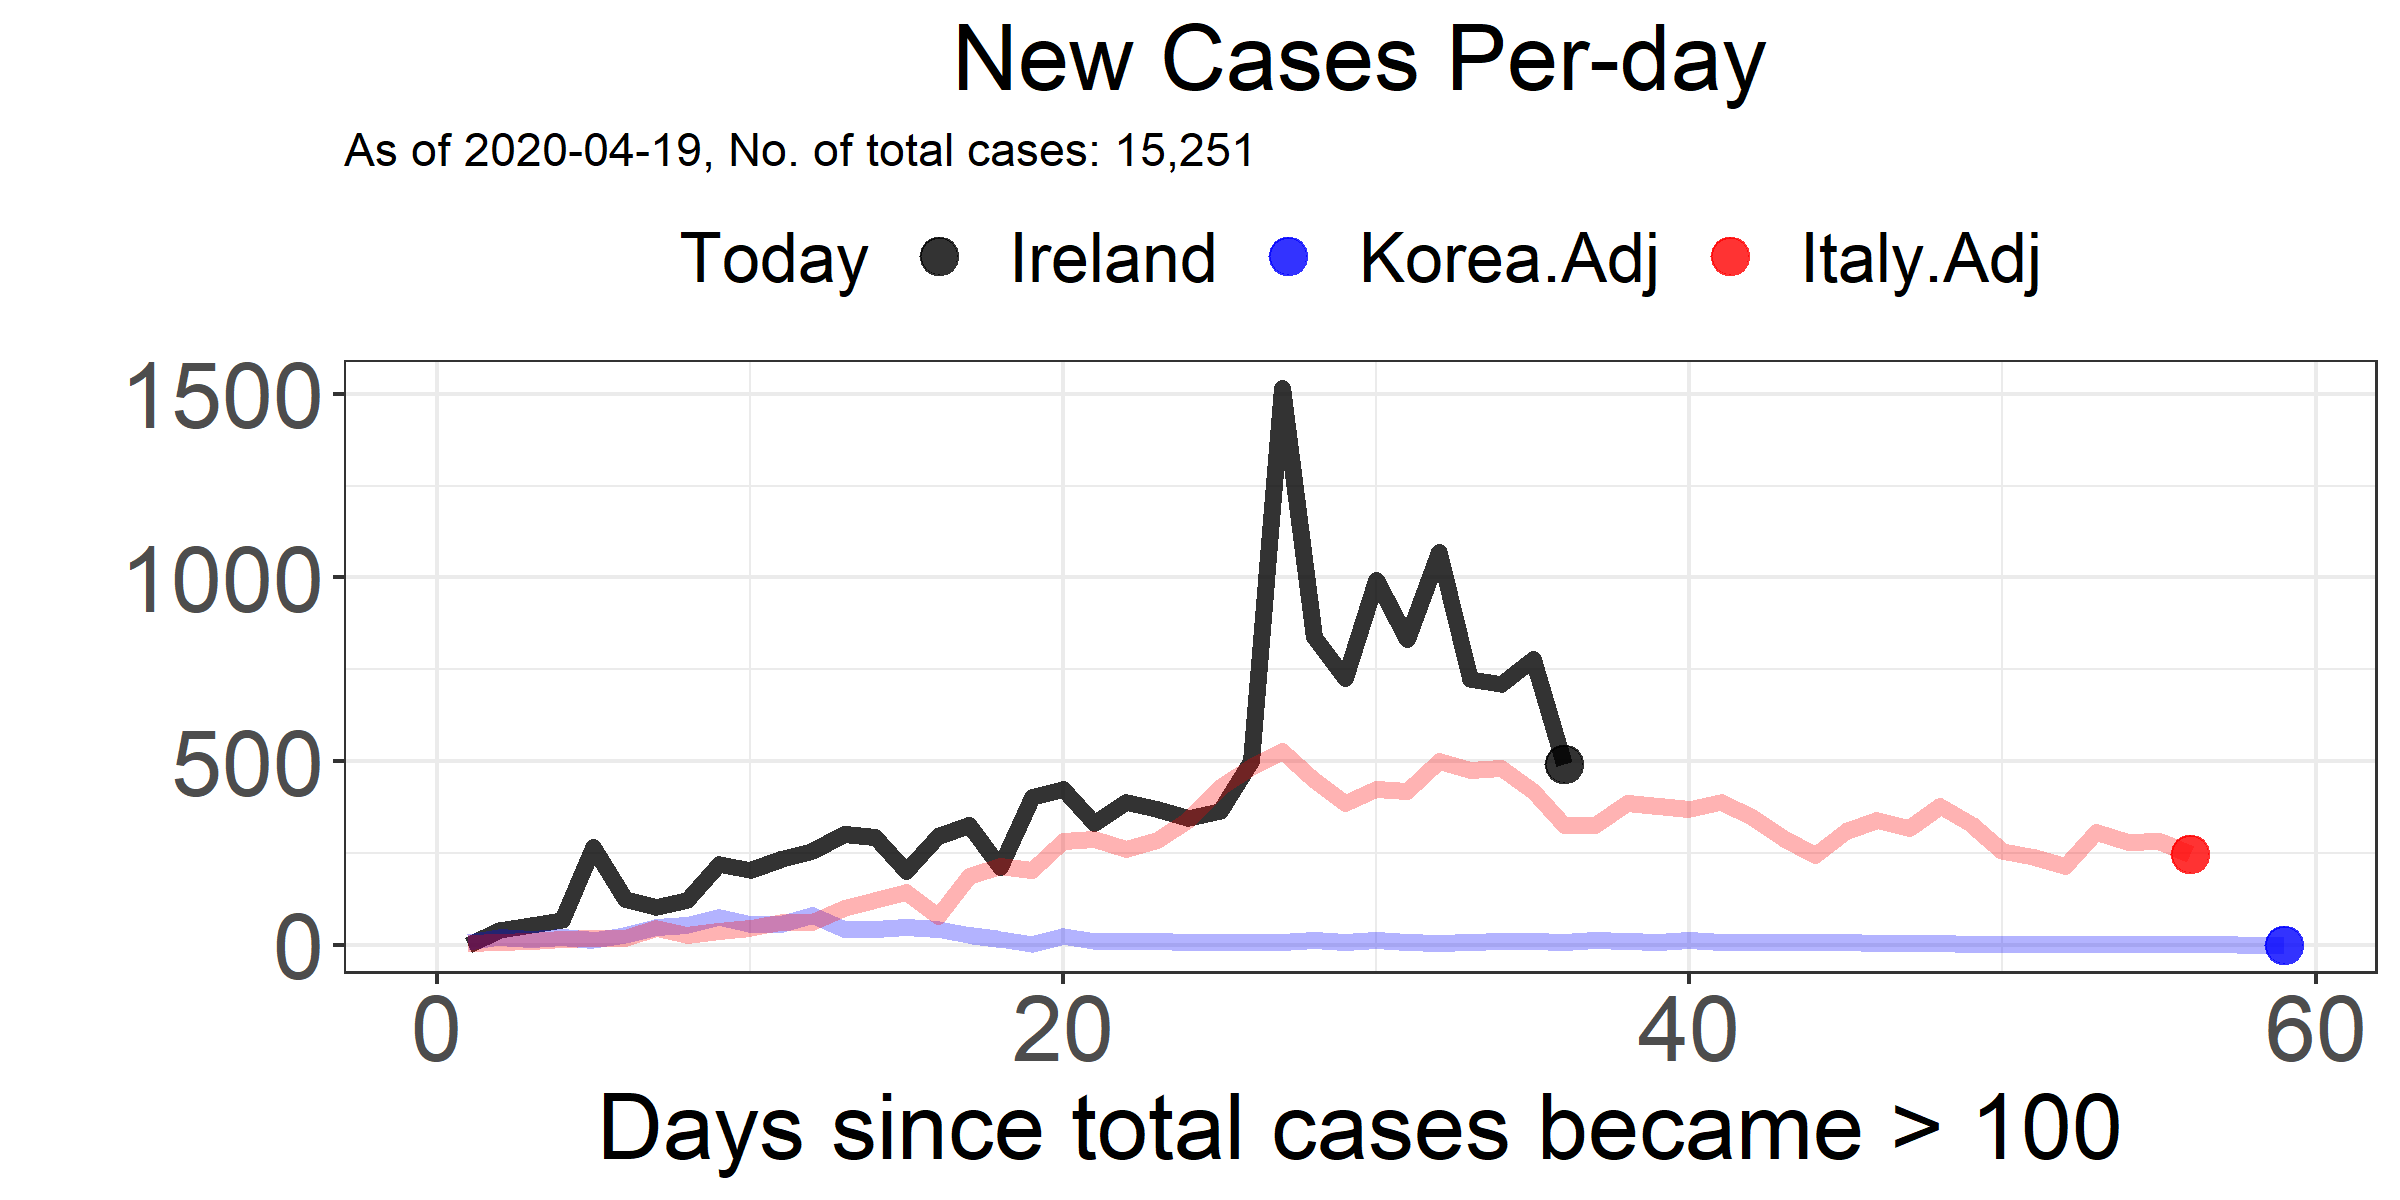 New Cases Per-day
As of 2020-04-19, No. of total cases: 15,251
Today Ireland Korea.Adj Italy.Adj
1500
1000
500
0
0 20 40 60
Days since total cases became > 100